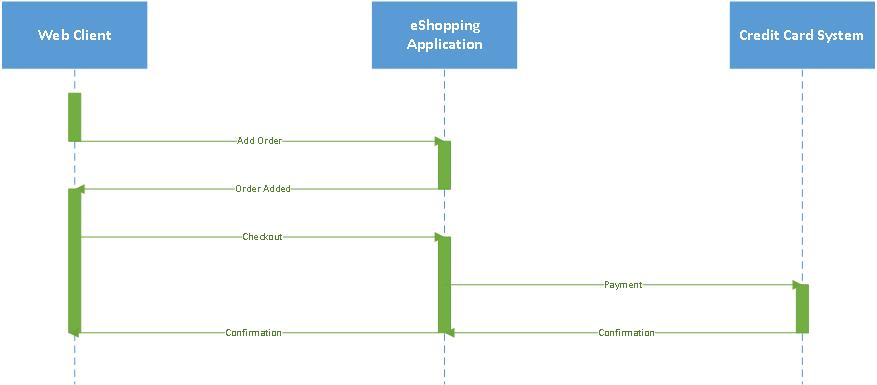 Web Client
eShopping
Application
Credit Card System
Add Order
Order Added
Checkout
Payment
Confirmation
Confirmation